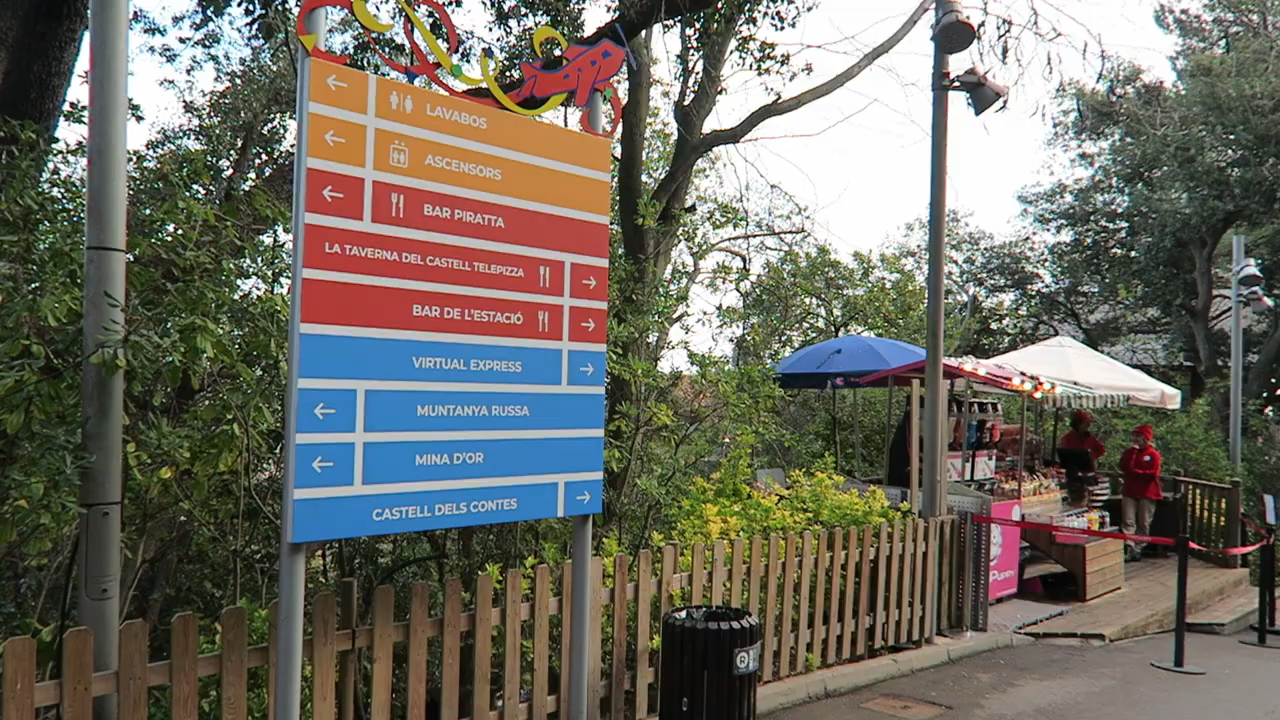 LAVABOS
ASCENSORS
BAR PIRATTA
LA TAVERNA DEL CASTELL TELEPIZZA
BAR DE L'ESTACIÓ
VIRTUAL EXPRESS
MUNTANYA RUSSA
MINA D'OR
CASTELL DELS CONTES